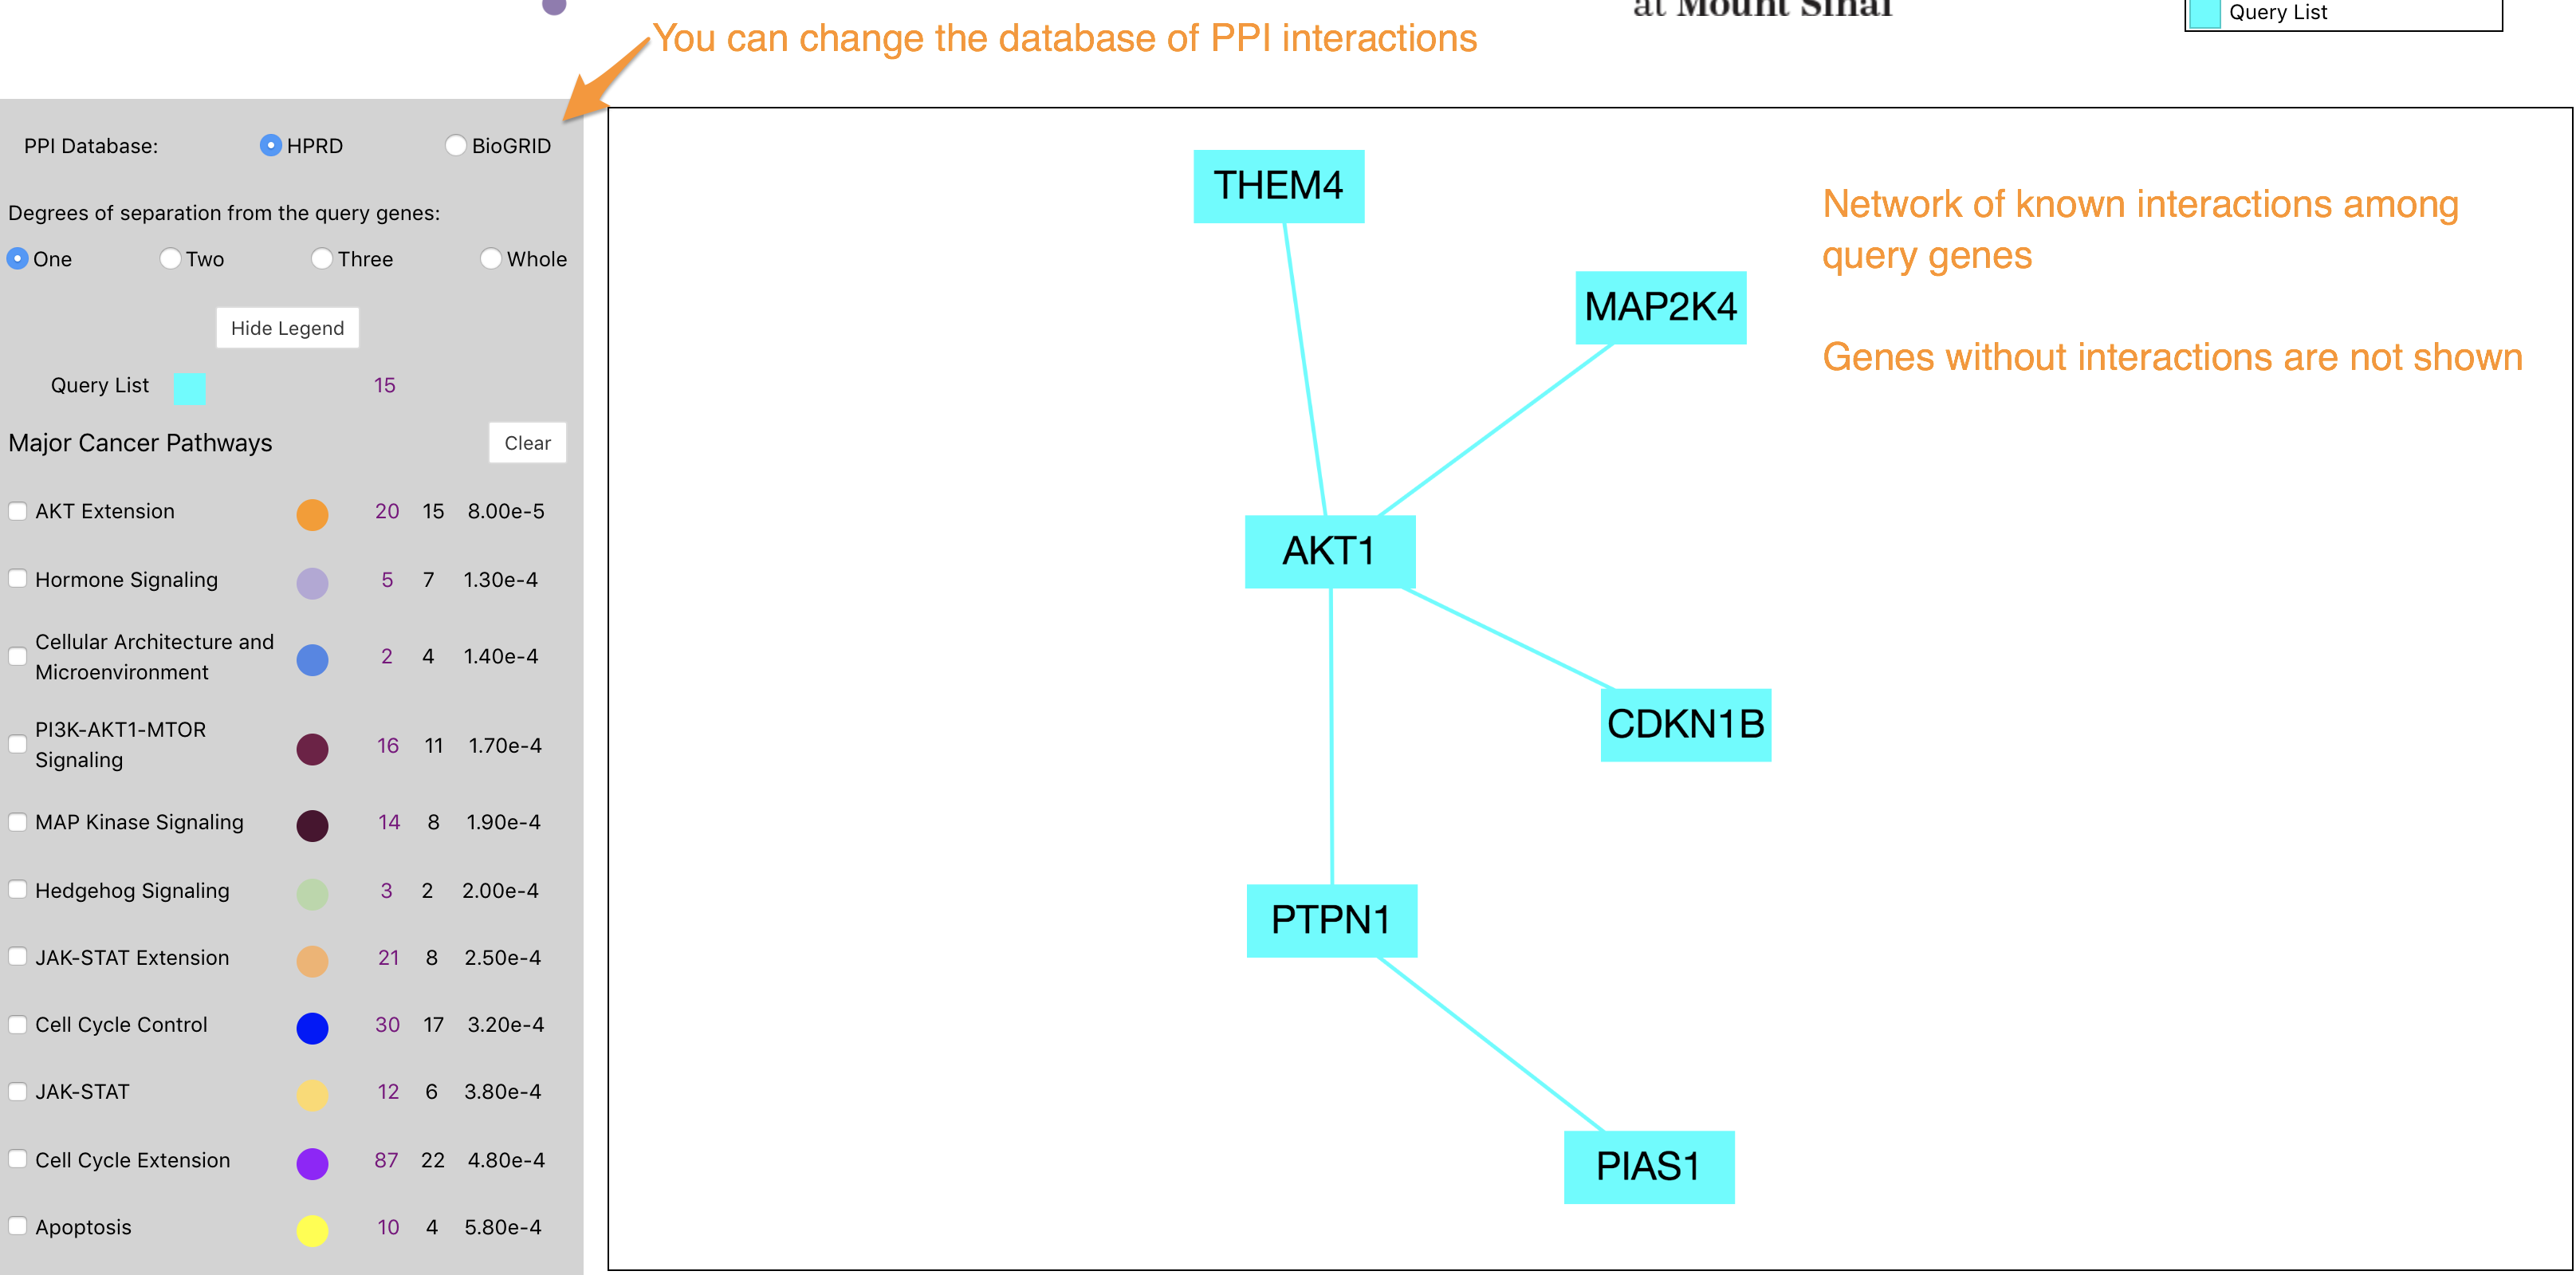 at Mount Sinai
Query List
You can change the database of PPI interactions
PPI Database: HPRD BioGRID
Degrees of separation from the query genes:
One Two Three Whole
Hide Legend
Query List 15
Major Cancer Pathways Clear
AKT Extension 20 15 8.00e-5
Hormone Signaling 5 7 1.30e-4
Cellular Architecture and
Microenvironment 2 4 1.40e-4
PI3K-AKT1-MTOR
Signaling 16 11 1.70e-4
MAP Kinase Signaling 14 8 1.90e-4
Hedgehog Signaling 3 2 2.00e-4
JAK-STAT Extension 21 8 2.50e-4
Cell Cycle Control 30 17 3.20e-4
JAK-STAT 12 6 3.80e-4
Cell Cycle Extension 87 22 4.80e-4
Apoptosis 10 4 5.80e-4
THEM4
MAP2K4
AKT1
CDKN1B
PTPN1
PIAS1
Network of known interactions among
query genes
Genes without interactions are not shown